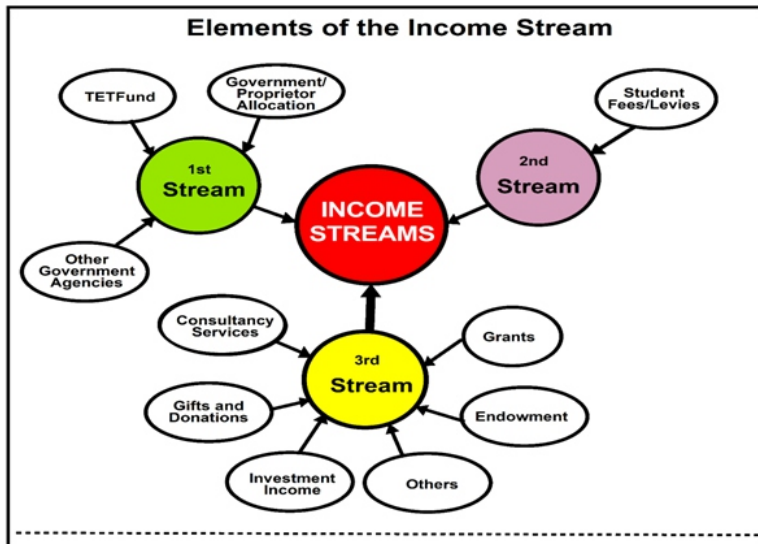 Elements of the Income Stream
TETFund
Government/
Proprietor
Allocation
Student
Fees/Levies
1st
Stream
2nd
Stream
INCOME
STREAMS
Other
Government
Agencies
Consultancy
Services
Grants
3rd
Stream
Gifts and
Donations
Endowment
Investment
Income
Others